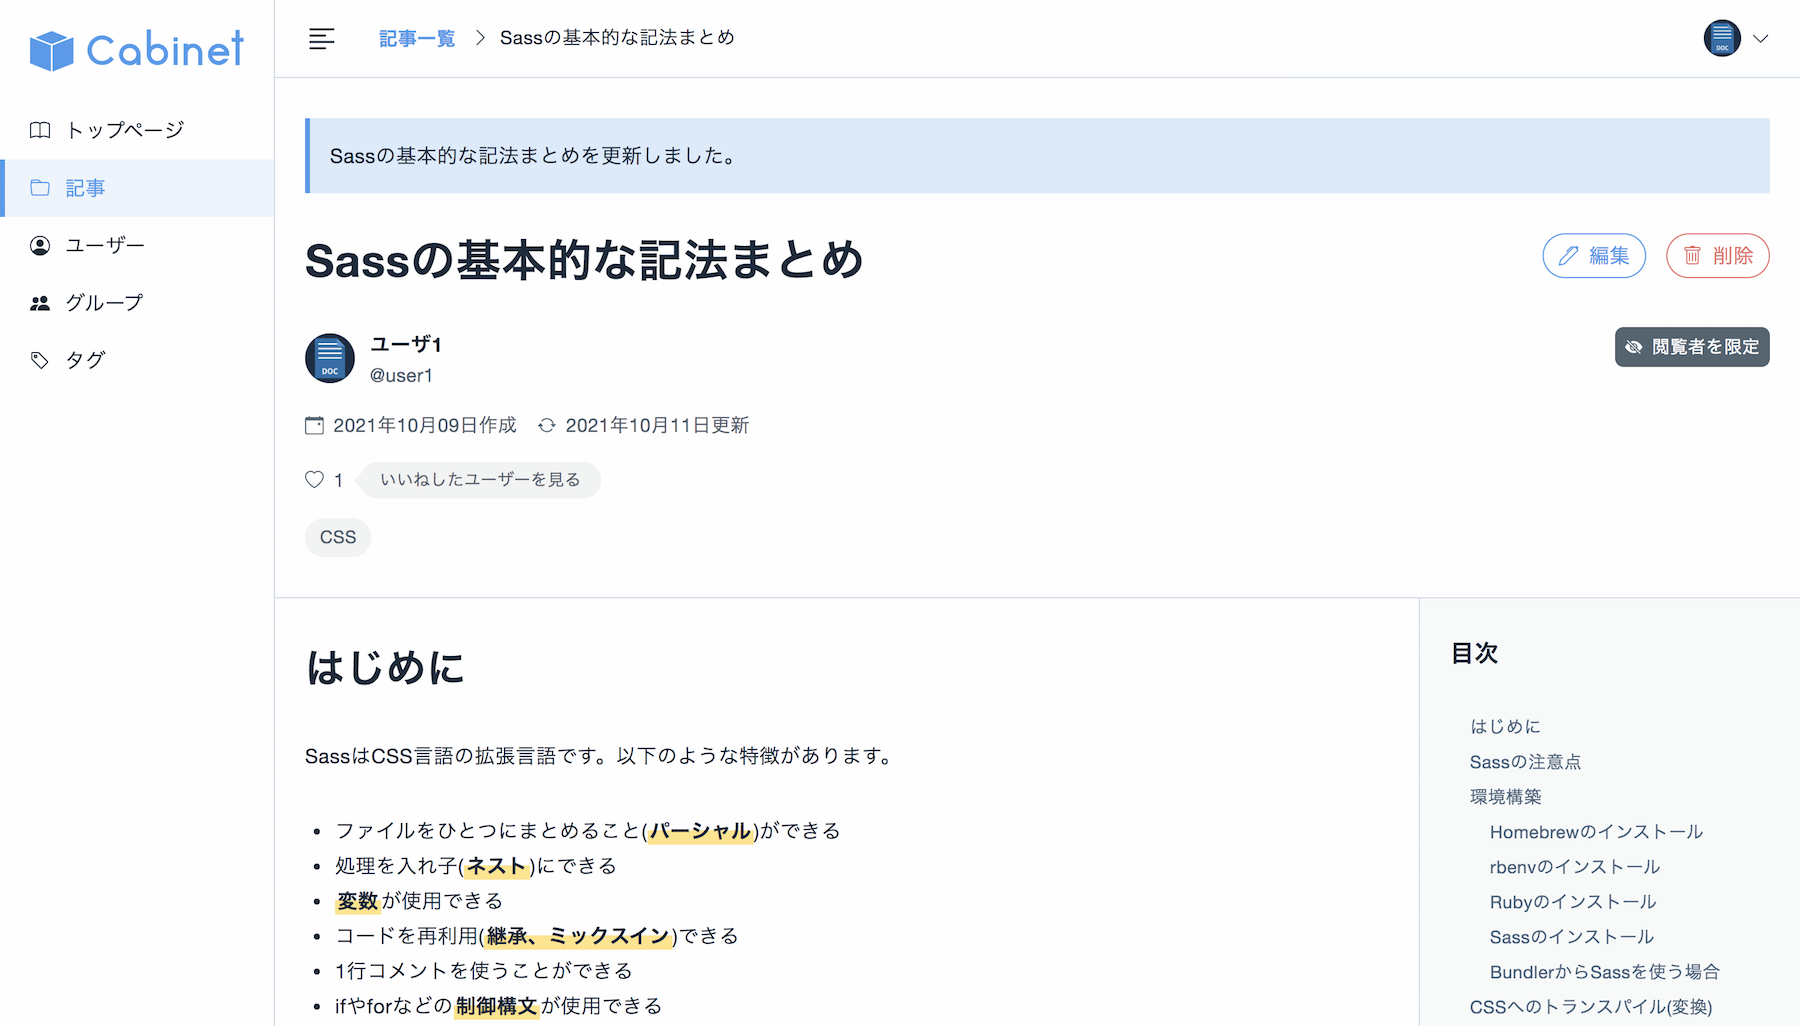 Cabinet
トップページ
記事
ユーザー
グループ
タグ
記事一覧 > Sassの基本的な記法まとめ
DOC
Sassの基本的な記法まとめを更新しました。
Sassの基本的な記法まとめ
編集
削除
DOC
ユーザ1
@user1
閲覧者を限定
2021年10月09日作成 2021年10月11日更新
1 いいねしたユーザーを見る
CSS
はじめに
SassはCSS言語の拡張言語です。以下のような特徴があります。
• ファイルをひとつにまとめること(パーシャル)ができる
• 処理を入れ子(ネスト)にできる
• 変数が使用できる
• コードを再利用(継承、ミックスイン)できる
• 1行コメントを使うことができる
• ifやforなどの制御構文が使用できる
目次
はじめに
Sassの注意点
環境構築
Homebrewのインストール
rbenvのインストール
Rubyのインストール
Sassのインストール
BundlerからSassを使う場合
CSSへのトランスパイル(変換)